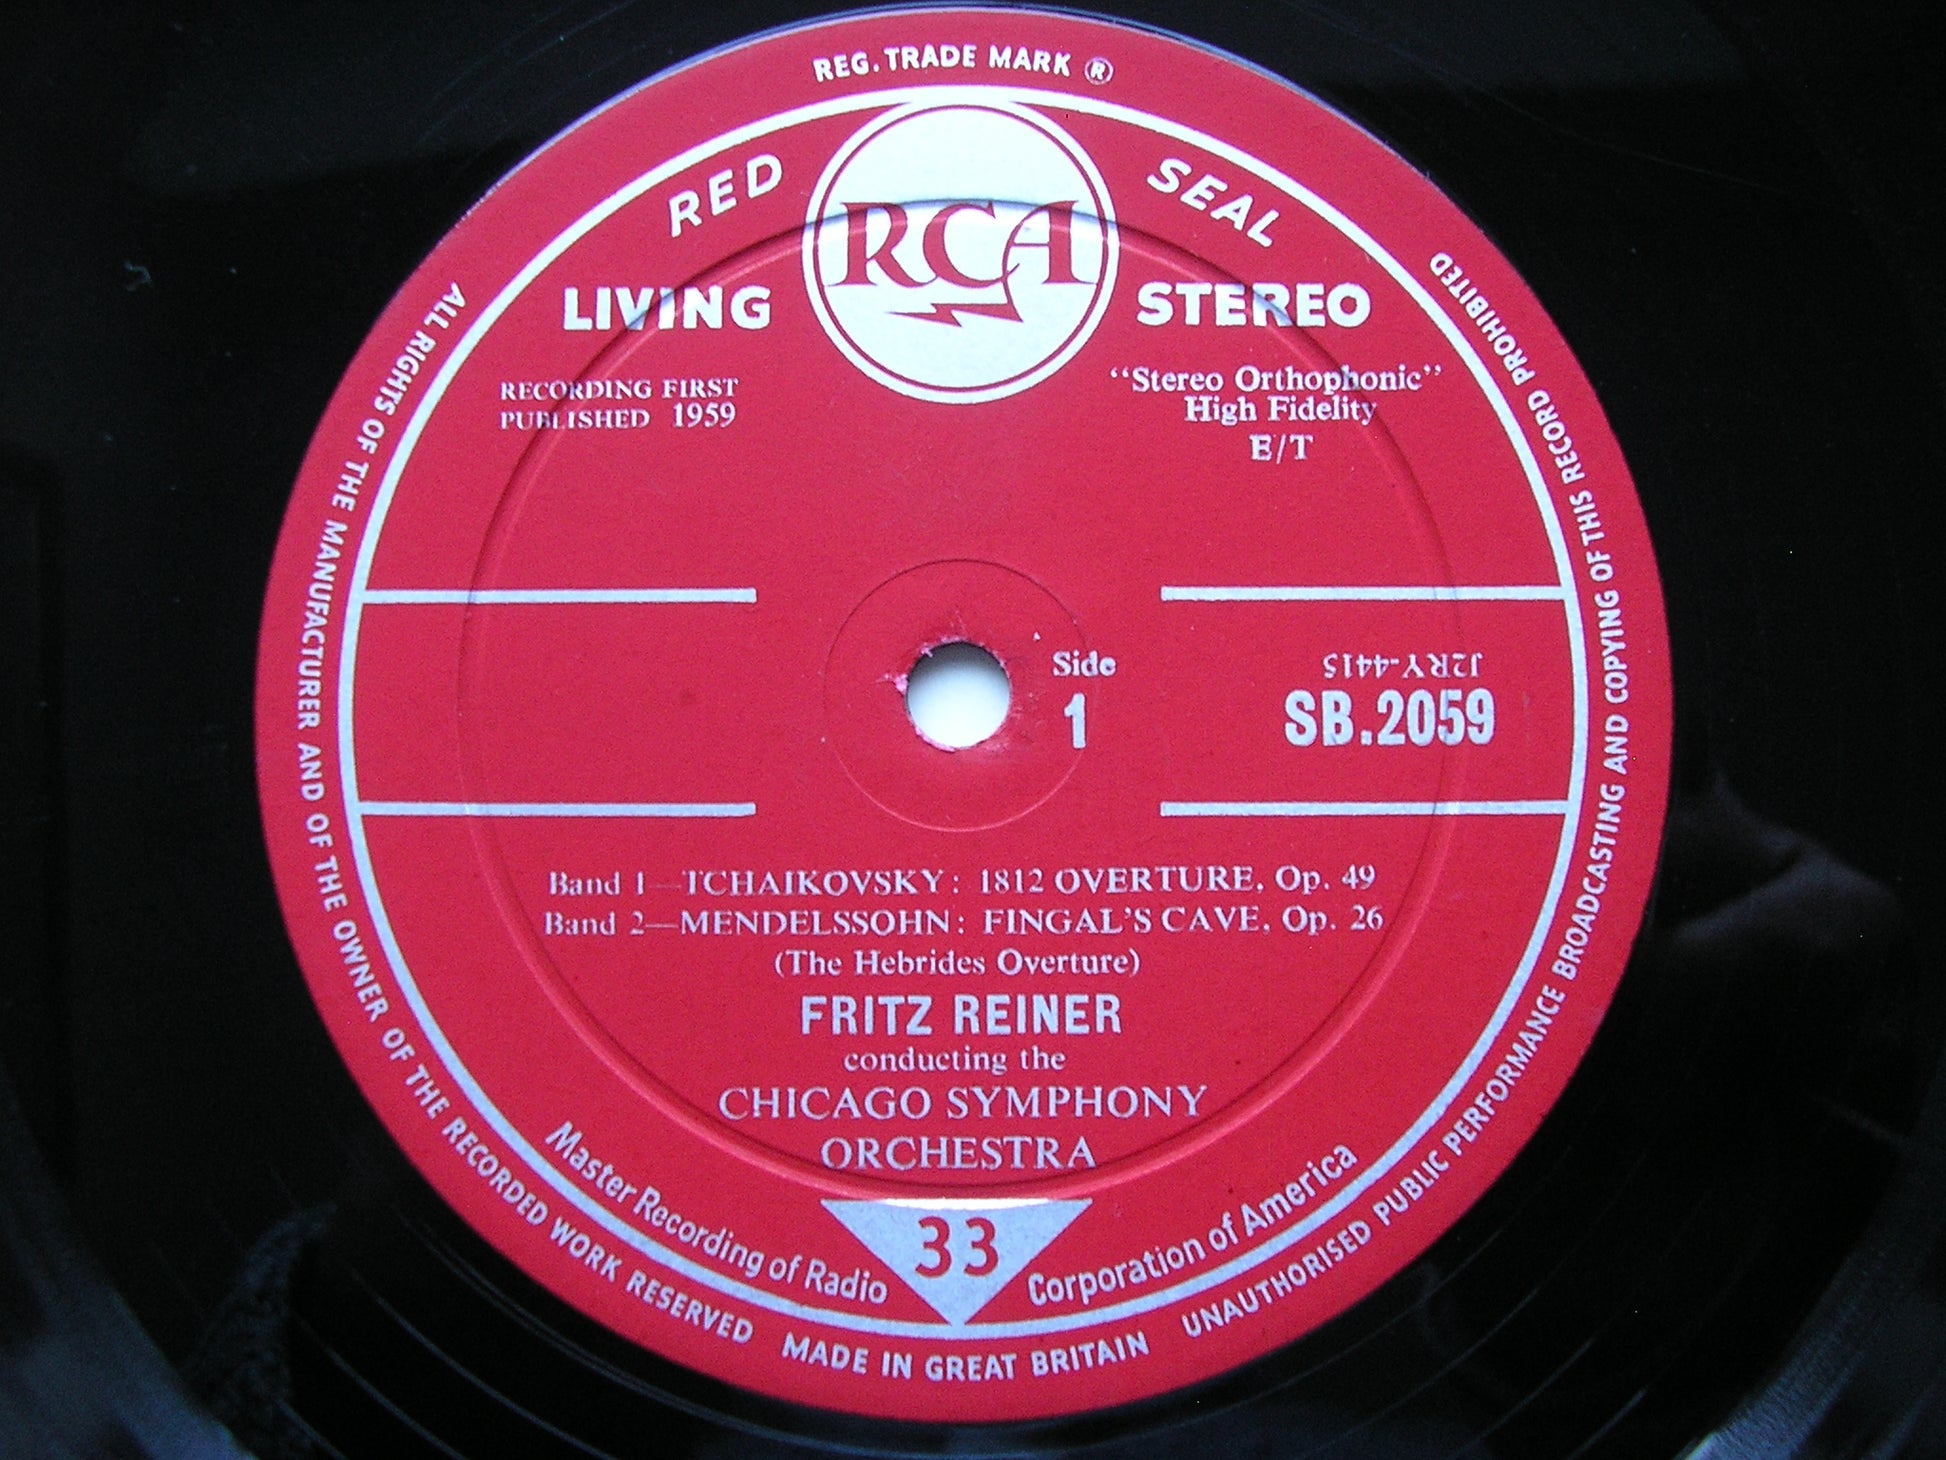 REG. TRADE MARK ®
RED SEAL
RCA
LIVING STEREO
RECORDING FIRST
PUBLISHED 1959
"Stereo Orthophonic"
High Fidelity
E/T
Side
1
J2RY-4415
SB.2059
Band 1—TCHAIKOVSKY: 1812 OVERTURE, Op. 49
Band 2—MENDELSSOHN: FINGAL'S CAVE, Op. 26
(The Hebrides Overture)
FRITZ REINER
conducting the
CHICAGO SYMPHONY
ORCHESTRA
33
Master Recording of Radio Corporation of America
ALL RIGHTS OF THE MANUFACTURER AND OF THE OWNER OF THE RECORDED WORK RESERVED
MADE IN GREAT BRITAIN
UNAUTHORISED PUBLIC PERFORMANCE BROADCASTING AND COPYING OF THIS RECORD PROHIBITED